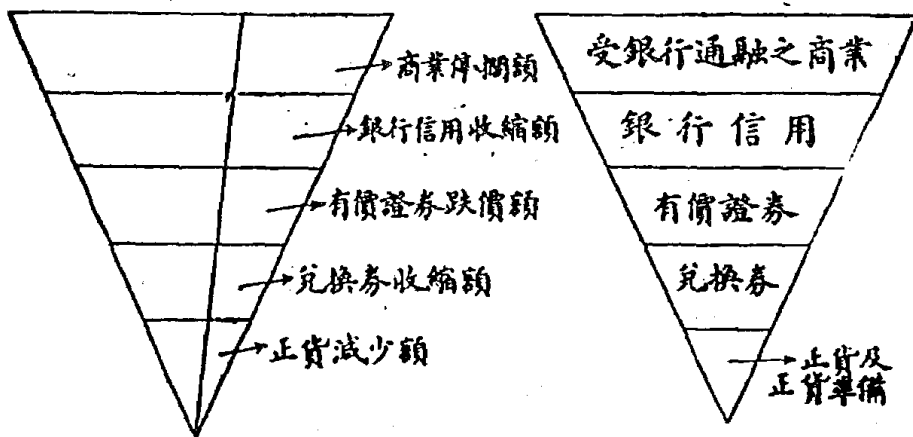 商業停擱額
銀行信用收縮額
有價證券跌價額
兌換券收縮額
正貨減少額
受銀行通融之商業
銀行信用
有價證券
兌換券
正貨及
正貨準備